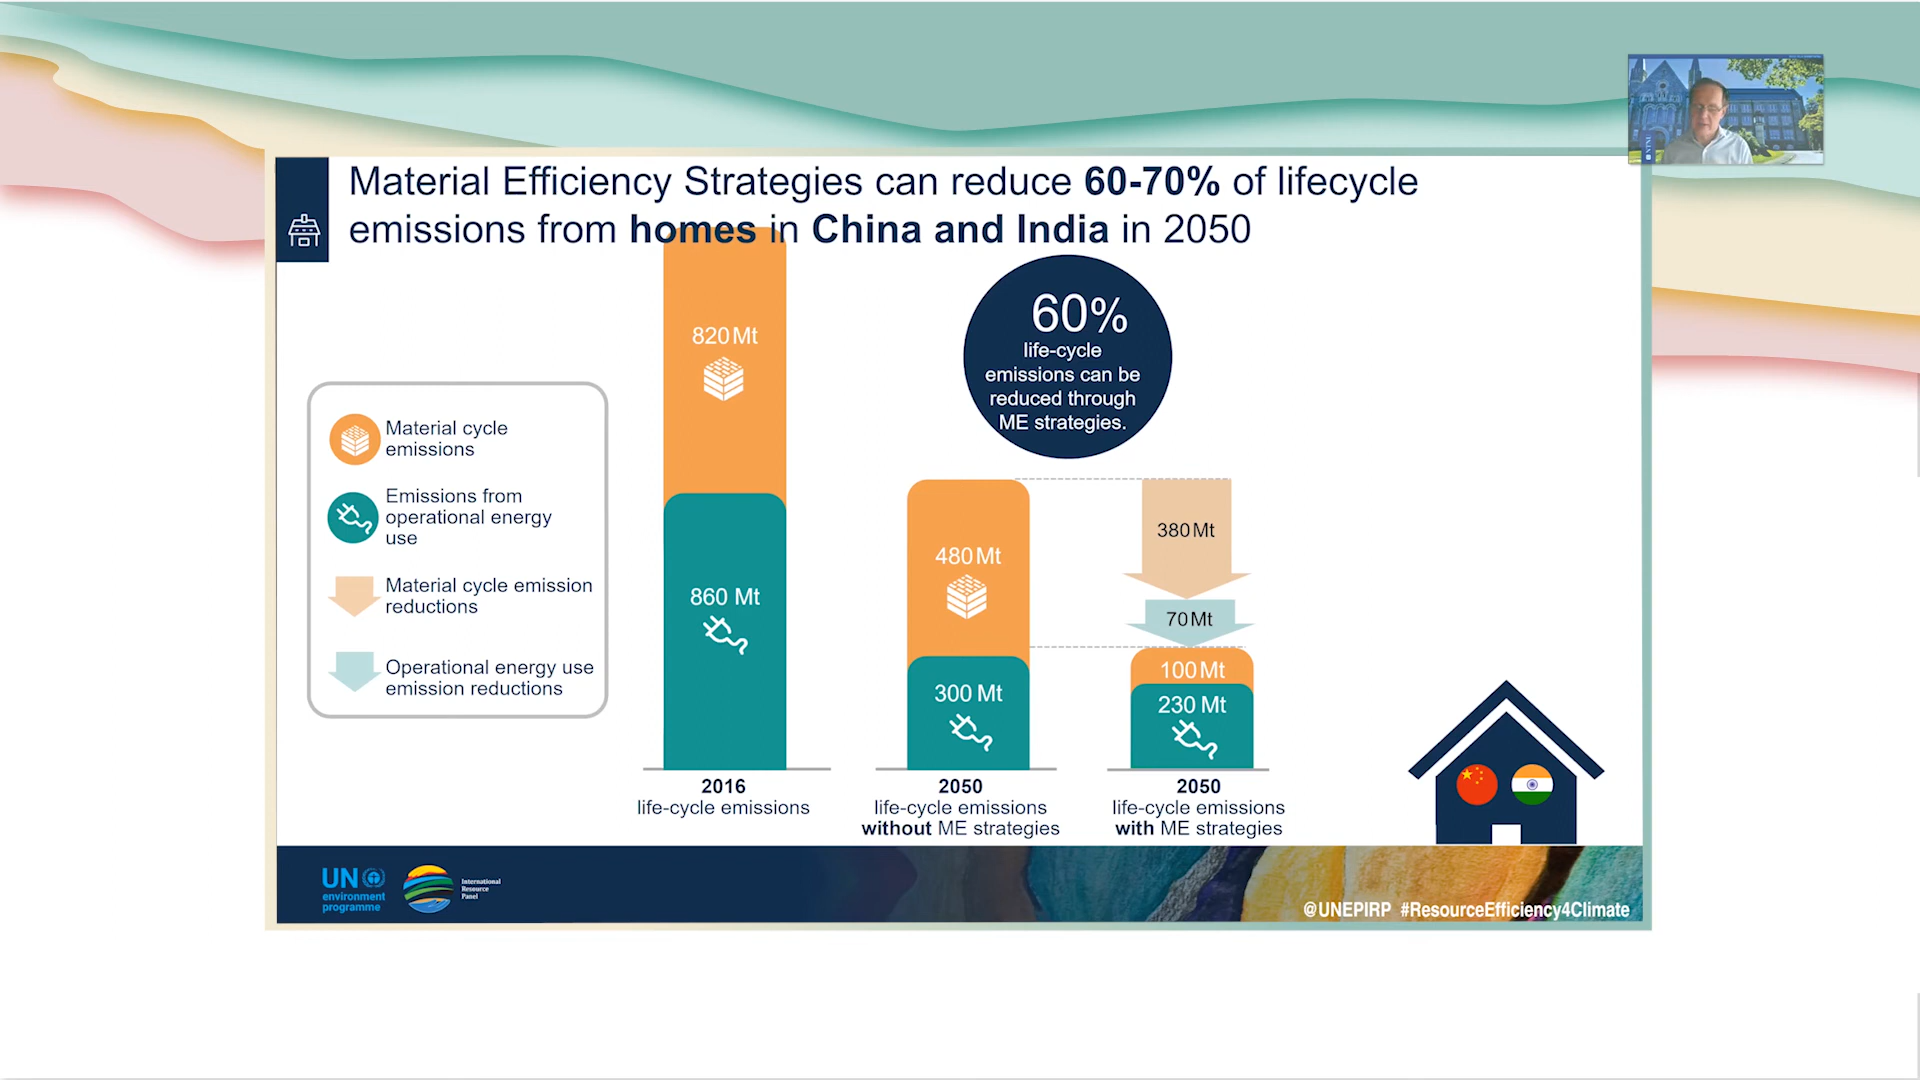 Material Efficiency Strategies can reduce 60-70% of lifecycle
emissions from homes in China and India in 2050
60%
life-cycle
emissions can be
reduced through
ME strategies.
Material cycle
emissions
Emissions from
operational energy
use
Material cycle emission
reductions
Operational energy use
emission reductions
820 Mt
860 Mt
2016
life-cycle emissions
480 Mt
300 Mt
2050
life-cycle emissions
without ME strategies
380 Mt
70 Mt
100 Mt
230 Mt
2050
life-cycle emissions
with ME strategies
UN
environment
programme
International
Resource
Panel
@UNEPIRP #ResourceEfficiency4Climate
NTNU